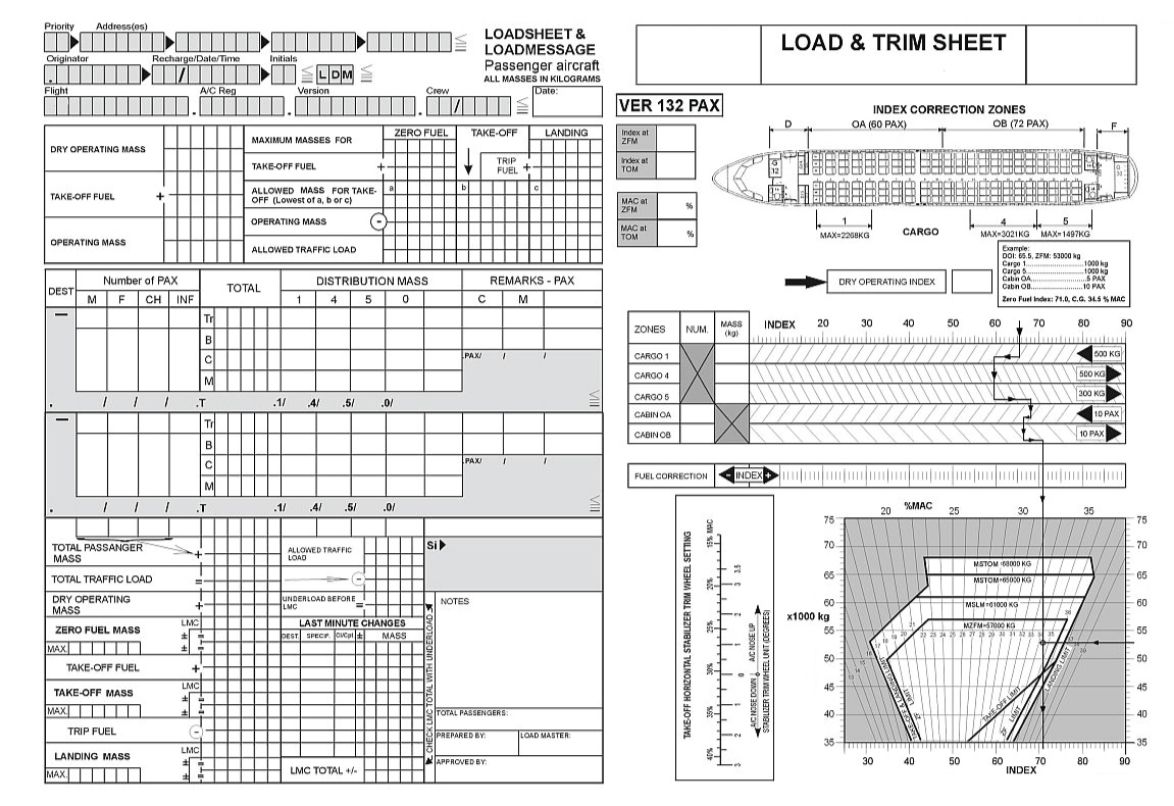 Priority Address(es)
Originator Recharge/Date/Time Initials
. / L D M
Flight A/C Reg Version Crew Date:
. . . /
LOADSHEET &
LOADMESSAGE
Passenger aircraft
ALL MASSES IN KILOGRAMS
DRY OPERATING MASS
TAKE-OFF FUEL +
OPERATING MASS
MAXIMUM MASSES FOR ZERO FUEL TAKE-OFF LANDING
TAKE-OFF FUEL + TRIP FUEL +
ALLOWED MASS FOR TAKE-
OFF (Lowest of a, b or c) a b c
OPERATING MASS -
ALLOWED TRAFFIC LOAD
DEST Number of PAX TOTAL DISTRIBUTION MASS REMARKS - PAX
M F CH INF 1 4 5 0 C M
— Tr
B
C .PAX/ / /
M
. / / / / .T .1/ .4/ .5/ .0/
— Tr
B
C .PAX/ / /
M
. / / / / .T .1/ .4/ .5/ .0/
TOTAL PASSANGER
MASS +
ALLOWED TRAFFIC
LOAD
Si
TOTAL TRAFFIC LOAD = -
DRY OPERATING
MASS +
UNDERLOAD BEFORE
LMC =
NOTES
ZERO FUEL MASS LMC
MAX. ± =
LAST MINUTE CHANGES
DEST. SPECIF. Cl/Cpt ± MASS
TAKE-OFF FUEL +
TAKE-OFF MASS LMC
MAX. ± =
TRIP FUEL -
LANDING MASS LMC
MAX. ± =
LMC TOTAL +/-
CHECK LMC TOTAL WITH UNDERLOAD
TOTAL PASSENGERS:
PREPARED BY: LOAD MASTER:
APPROVED BY:
LOAD & TRIM SHEET
VER 132 PAX
Index at
ZFM
Index at
TOM
MAC at
ZFM %
MAC at
TOM %
INDEX CORRECTION ZONES
D OA (60 PAX) OB (72 PAX) F
1 4 5
MAX=2268KG CARGO MAX=3021KG MAX=1497KG
DRY OPERATING INDEX
Example:
DOI: 65.5, ZFM: 53000 kg
Cargo 1 1000 kg
Cargo 5 1000 kg
Cabin OA 5 PAX
Cabin OB 10 PAX
Zero Fuel Index: 71.0, C.G. 36.5 % MAC
ZONES NUM. MASS
(kg) INDEX 20 30 40 50 60 70 80 90
CARGO 1 500 KG
CARGO 4 500 KG
CARGO 5 300 KG
CABIN OA 10 PAX
CABIN OB 10 PAX
FUEL CORRECTION - INDEX +
TAKE-OFF HORISONTAL STABILIZER TRIM WHEEL SETTING
15% MAC
20%
25%
30%
35%
40%
3.5
3
2
1
0
1
2
3
A/C NOSE DOWN A/C NOSE UP
STABILIZER TRIM WHEEL UNIT (DEGREES)
%MAC
20 25 30 35
75 75
70 70
65 65
60 60
55 55
50 50
45 45
40 40
35 35
x1000 kg
MSTOM =68000 KG
MSTOM =65000 KG
MSLM =61000 KG
MZFM=57000 KG
TAKE-OFF LIMIT
LANDING LIMIT
ZF
LIMIT
30 40 50 60 70 80 90
INDEX